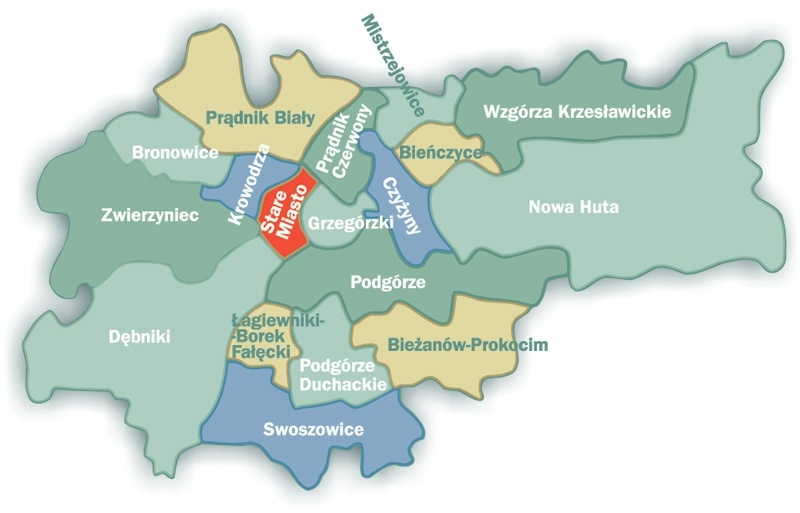 Mistrzejowice
Prądnik Biały
Prądnik
Czerwony
Wzgórza Krzesławickie
Bronowice
Bieńczyce
Krowodrza
Zwierzyniec
Stare
Miasto
Grzegórzki
Czyżyny
Nowa Huta
Podgórze
Dębniki
Łagiewniki-
-Borek
Fałęcki
Podgórze
Duchackie
Bieżanów-Prokocim
Swoszowice